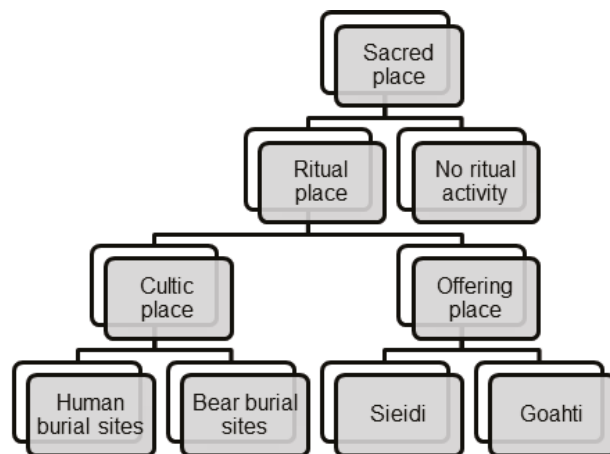 Sacred
place
Ritual
place
No ritual
activity
Cultic
place
Offering
place
Human
burial sites
Bear burial
sites
Sieidi
Goahti